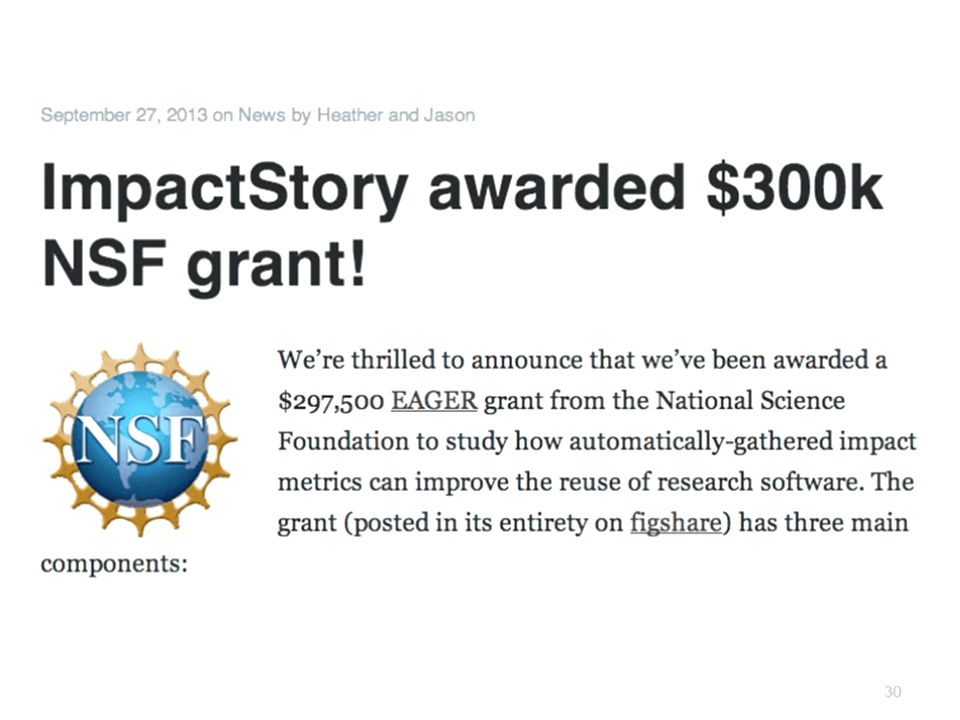 September 27, 2013 on News by Heather and Jason
ImpactStory awarded $300k
NSF grant!
NSF
We’re thrilled to announce that we’ve been awarded a
$297,500 EAGER grant from the National Science
Foundation to study how automatically-gathered impact
metrics can improve the reuse of research software. The
grant (posted in its entirety on figshare) has three main
components:
30